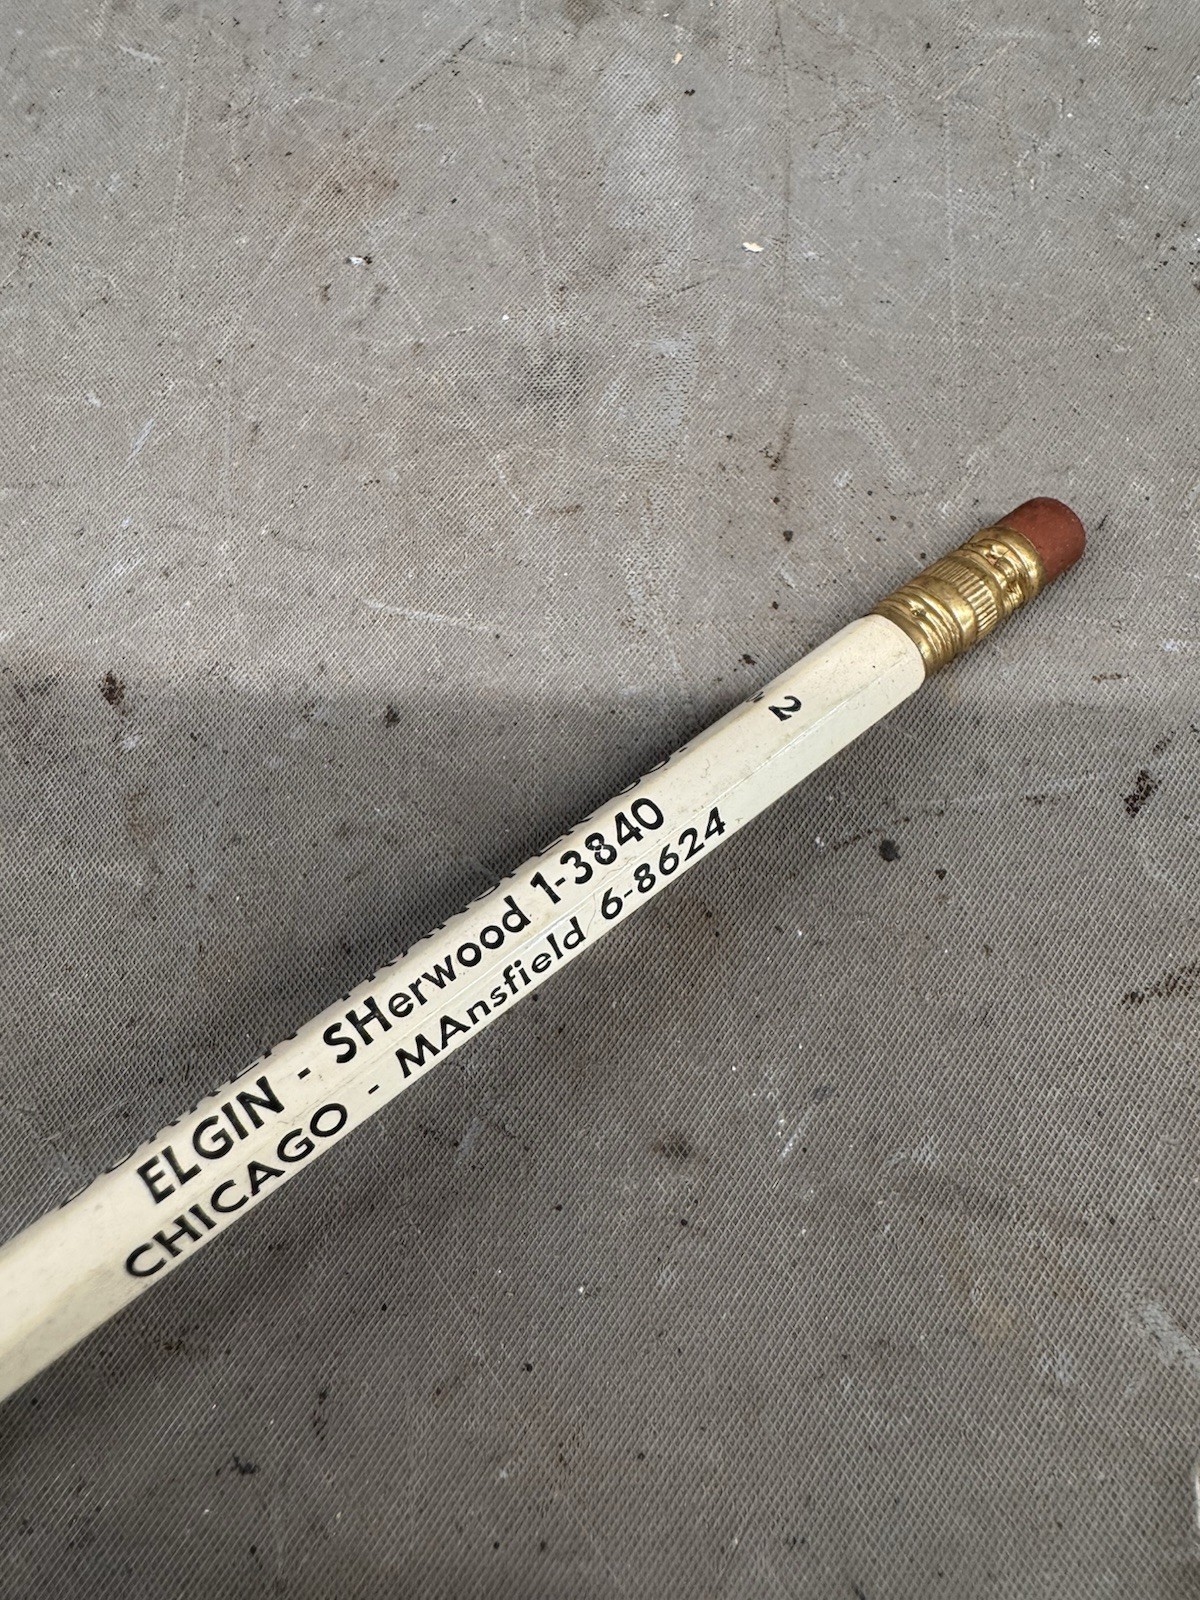 2
ELGIN - SHerwood 1-3840
CHICAGO - MAnsfield 6-8624